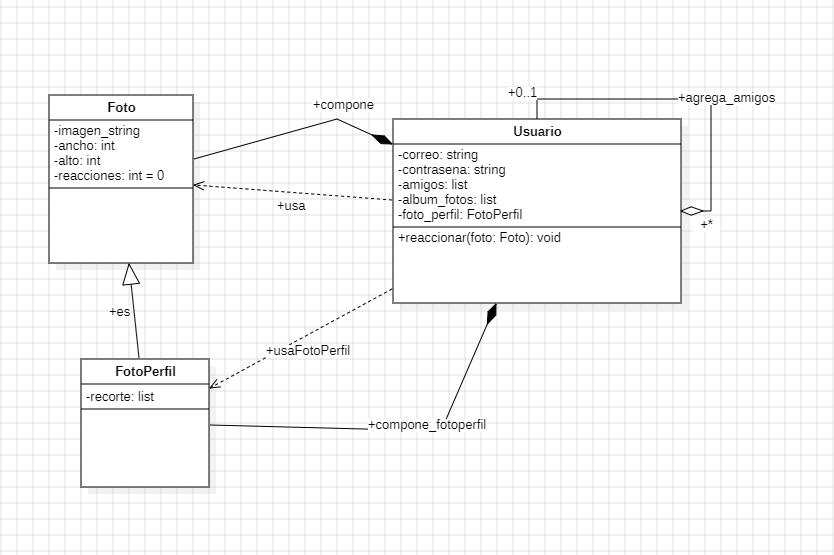 +0..1
+agrega_amigos
+compone
Foto
-imagen_string
-ancho: int
-alto: int
-reacciones: int = 0
Usuario
-correo: string
-contrasena: string
-amigos: list
-album_fotos: list
-foto_perfil: FotoPerfil
+reaccionar(foto: Foto): void
+usa
+*
+es
+usaFotoPerfil
FotoPerfil
-recorte: list
+compone_fotoperfil